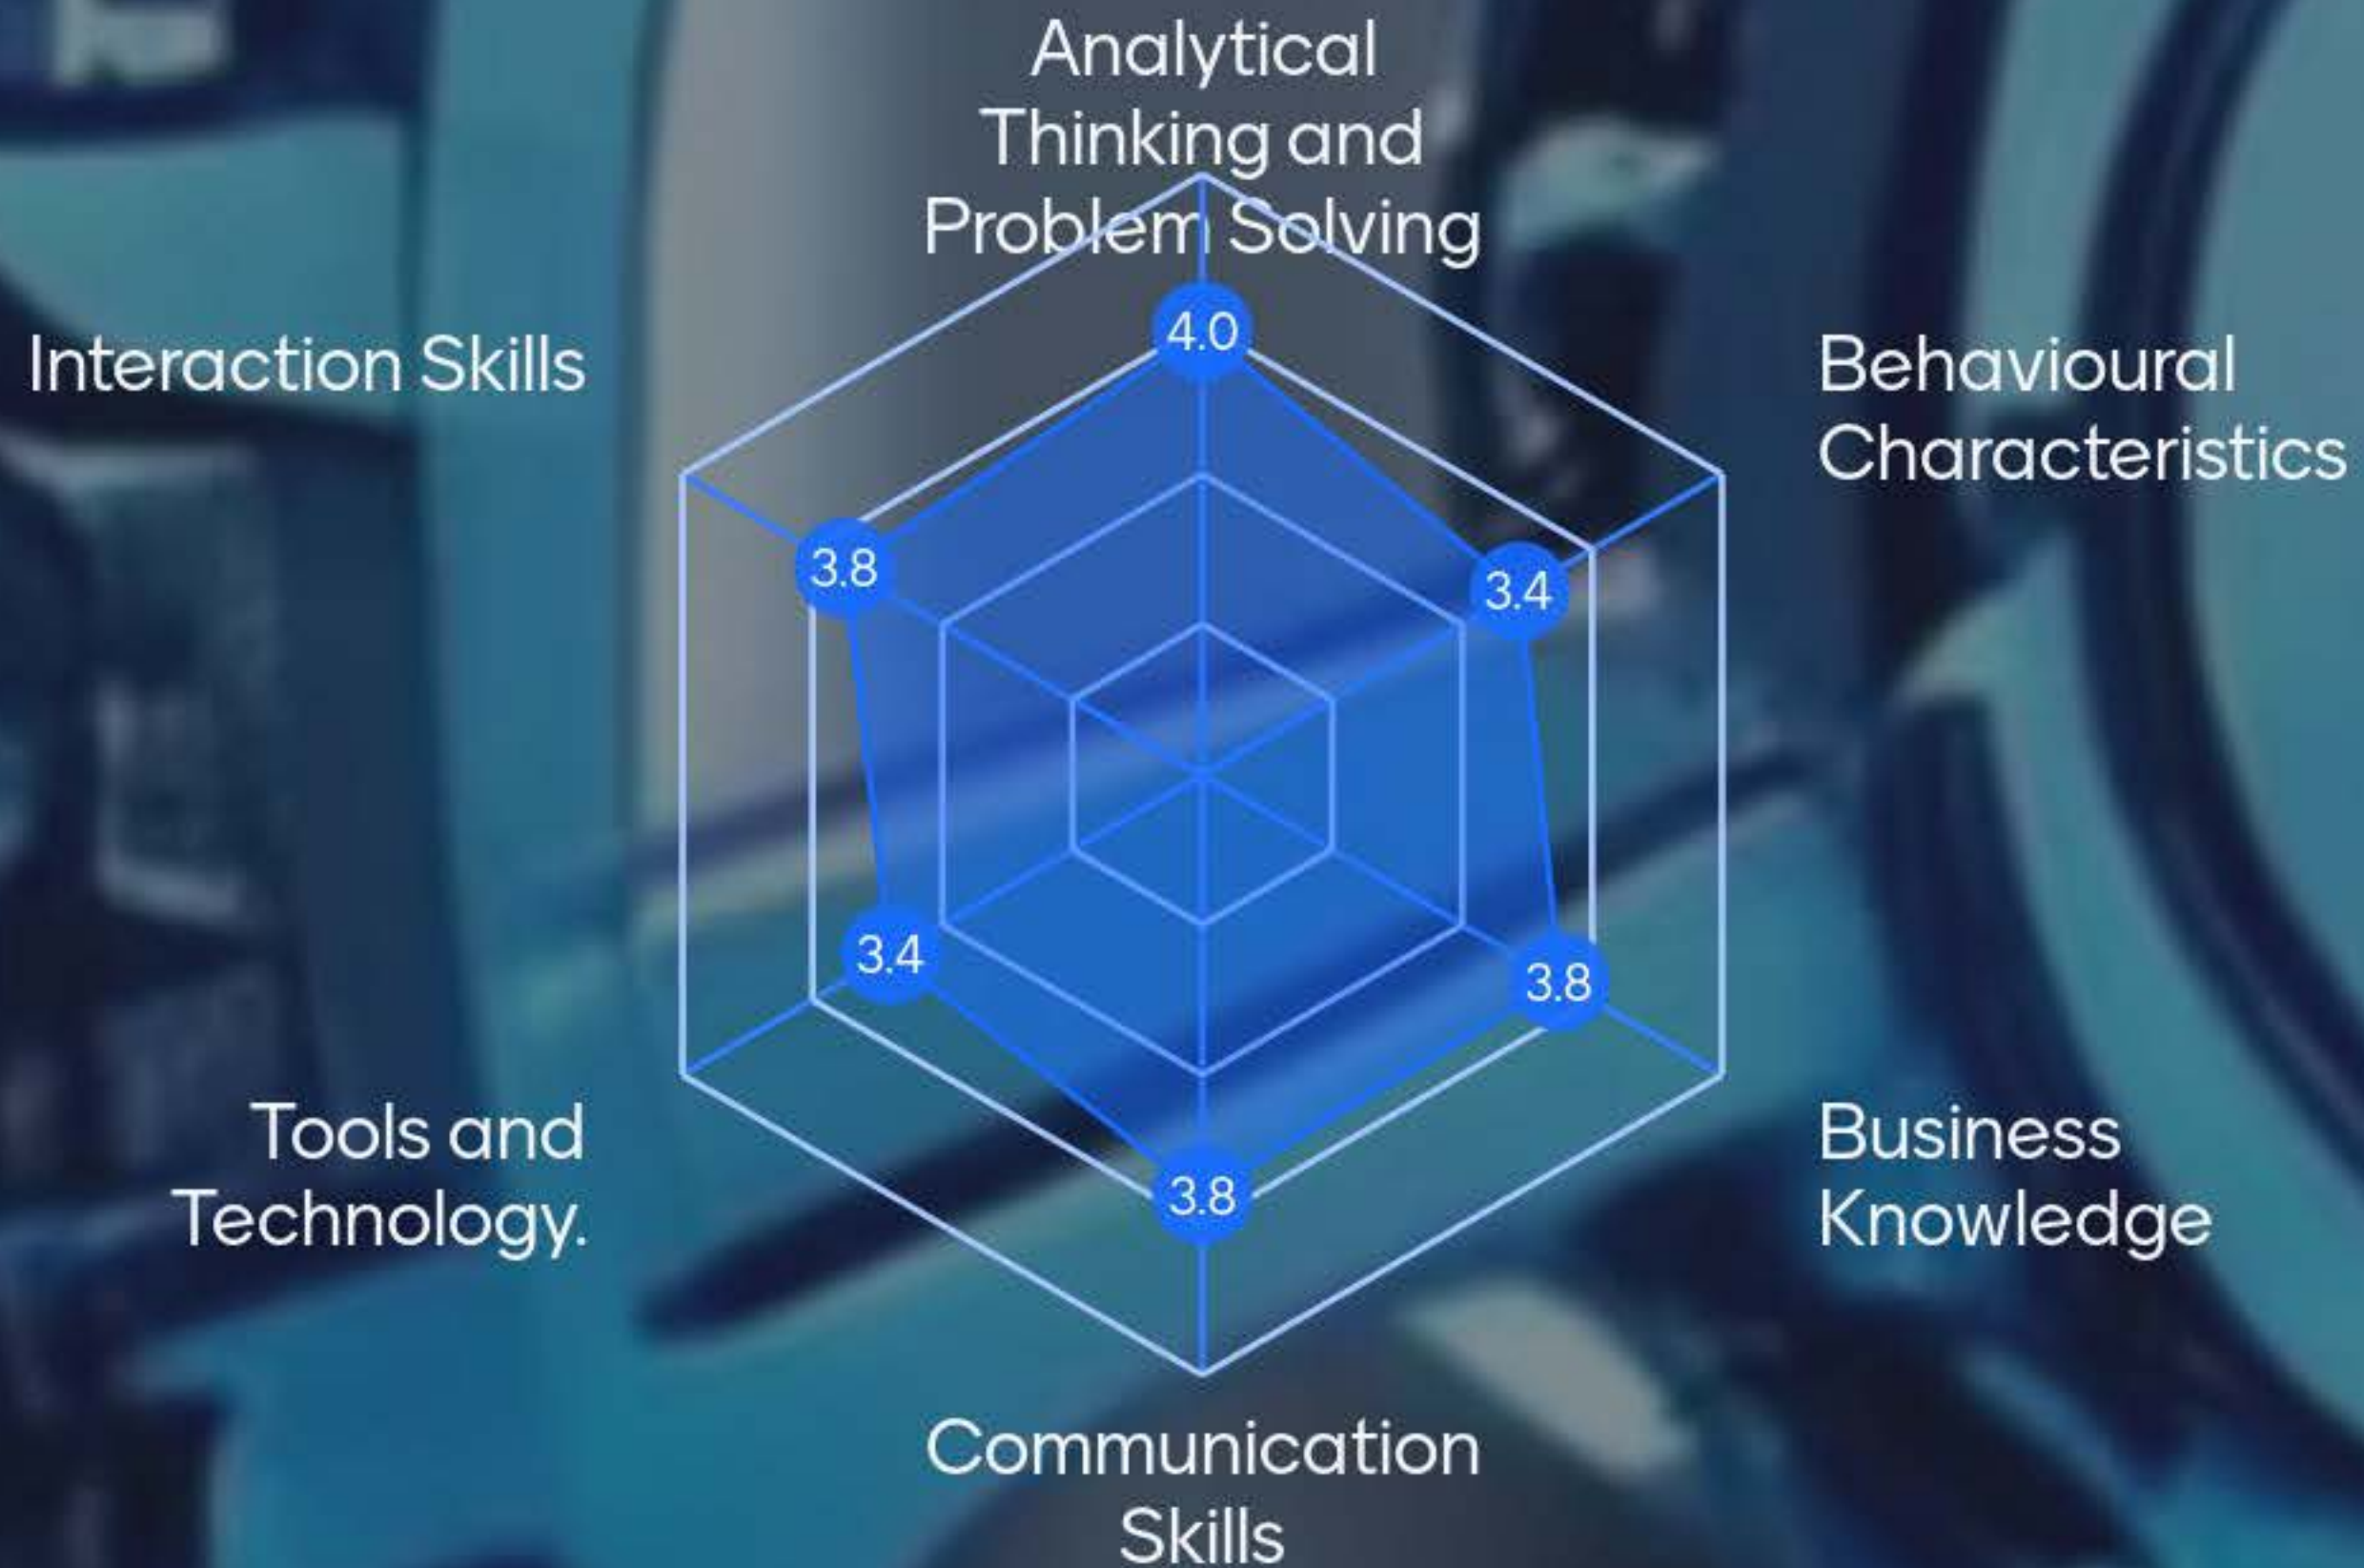 Analytical
Thinking and
Problem Solving
4.0
Interaction Skills
Behavioural
Characteristics
3.8
3.4
3.4
3.8
Tools and
Technology.
Business
Knowledge
3.8
Communication
Skills